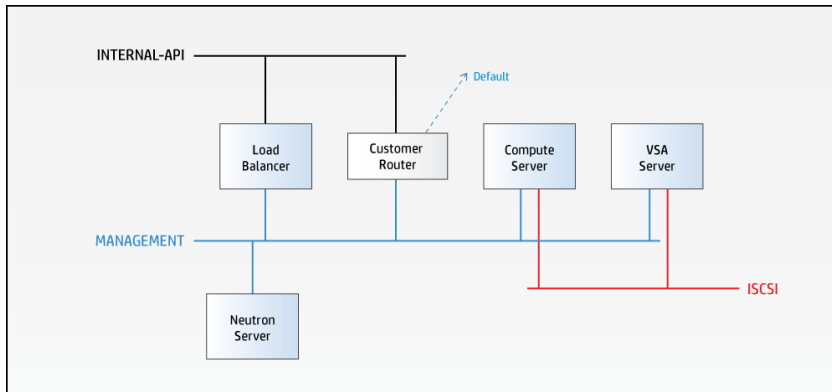 INTERNAL-API
Default
Load
Balancer
Customer
Router
Compute
Server
VSA
Server
MANAGEMENT
ISCSI
Neutron
Server